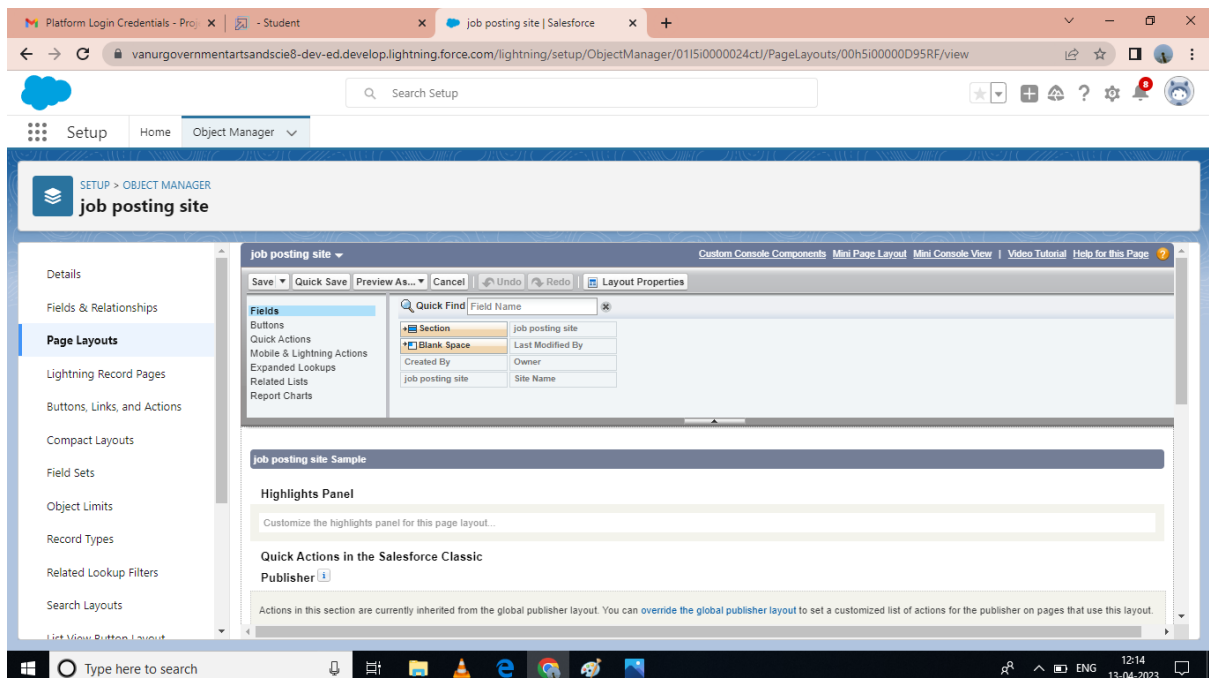 Platform Login Credentials - Proj
- Student
job posting site | Salesforce
vanurgovernmentartsandscie8-dev-ed.develop.lightning.force.com/lightning/setup/ObjectManager/01I5i0000024ctJ/PageLayouts/00h5i00000D95RF/view
Search Setup
8
Setup
Home
Object Manager
SETUP > OBJECT MANAGER
job posting site
Details
Fields & Relationships
Page Layouts
Lightning Record Pages
Buttons, Links, and Actions
Compact Layouts
Field Sets
Object Limits
Record Types
Related Lookup Filters
Search Layouts
List View Button Layout
job posting site
Custom Console Components Mini Page Layout Mini Console View | Video Tutorial Help for this Page
Save Quick Save Preview As... Cancel Undo Redo Layout Properties
Fields
Buttons
Quick Actions
Mobile & Lightning Actions
Expanded Lookups
Related Lists
Report Charts
Quick Find Field Name
Section job posting site
Blank Space Last Modified By
Created By Owner
job posting site Site Name
job posting site Sample
Highlights Panel
Customize the highlights panel for this page layout...
Quick Actions in the Salesforce Classic
Publisher
Actions in this section are currently inherited from the global publisher layout. You can override the global publisher layout to set a customized list of actions for the publisher on pages that use this layout.
Type here to search
ENG
12:14
13-04-2023